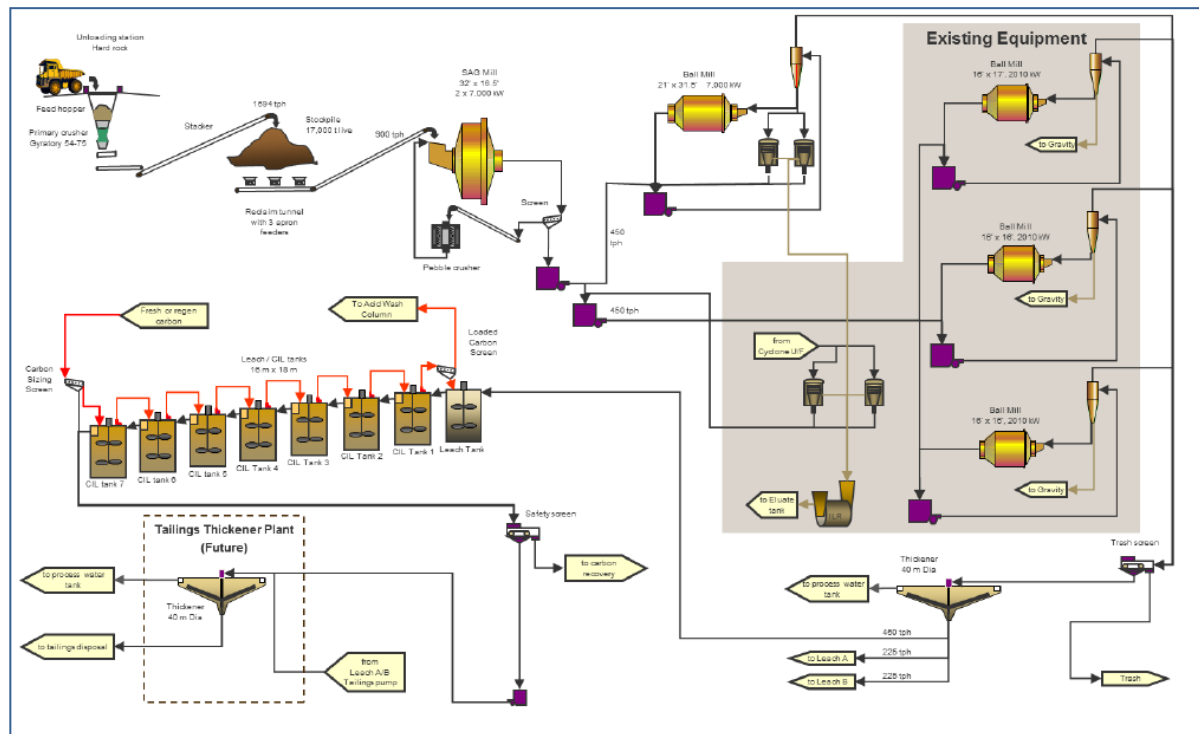 Unloading station
Hard rock
Feed hopper
Primary crusher
Gyratory 54-75
Stacker
1694 tph
Stockpile
17,000 t live
Reclaim tunnel
with 3 apron
feeders
900 tph
SAG Mill
32' x 16.5'
2 x 7,000 kW
Pebble crusher
Screen
450
tph
450 tph
Ball Mill
21' x 31.5' 7,000 kW
Existing Equipment
Ball Mill
16' x 17', 2010 kW
to Gravity
Ball Mill
16' x 16', 2010 kW
to Gravity
Ball Mill
16' x 16', 2010 kW
to Gravity
from
Cyclone U/F
ILR
to Eluate
tank
Fresh or regen
carbon
To Acid Wash
Column
Loaded
Carbon
Screen
Carbon
Sizing
Screen
Leach / CIL tanks
16 m x 18 m
CIL tank 7
CIL tank 6
CIL tank 5
CIL Tank 4
CIL Tank 3
CIL Tank 2
CIL Tank 1
Leach Tank
Safety screen
to carbon
recovery
Tailings Thickener Plant
(Future)
to process water
tank
Thickener
40 m Dia
to tailings disposal
from
Leach A/B
Tailings pump
Trash screen
Thickener
40 m Dia
to process water
tank
450 tph
225 tph
to Leach A
225 tph
to Leach B
Trash